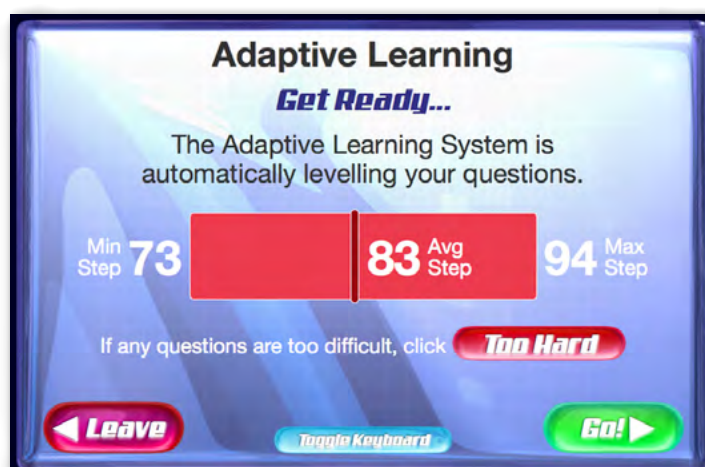 Adaptive Learning
Get Ready...
The Adaptive Learning System is
automatically levelling your questions.
Min
Step 73
83 Avg
Step
94 Max
Step
If any questions are too difficult, click Too Hard
Leave
Toggle Keyboard
Go!